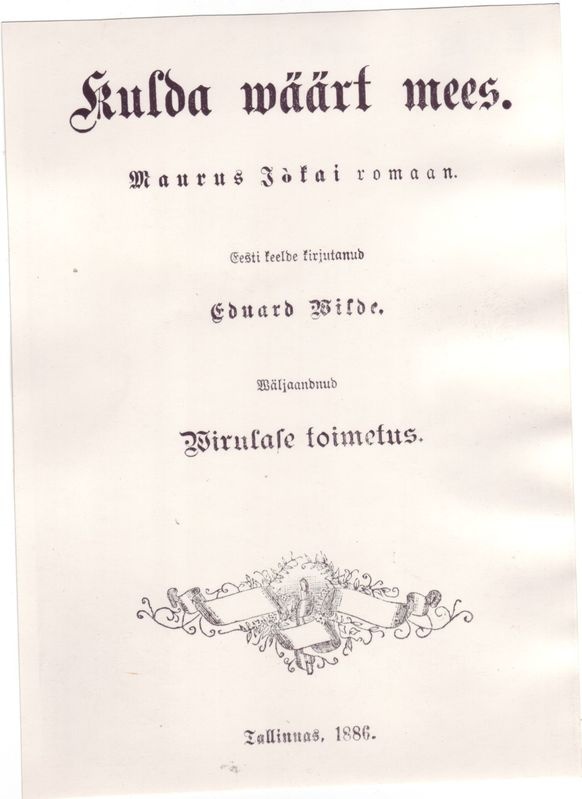 Kulda wäärt mees.
Maurus Jòkai romaan.
Eesti keelde kirjutanud
Eduard Wilde.
Wäljaandnud
Wirulase toimetus.
Tallinnas, 1886.